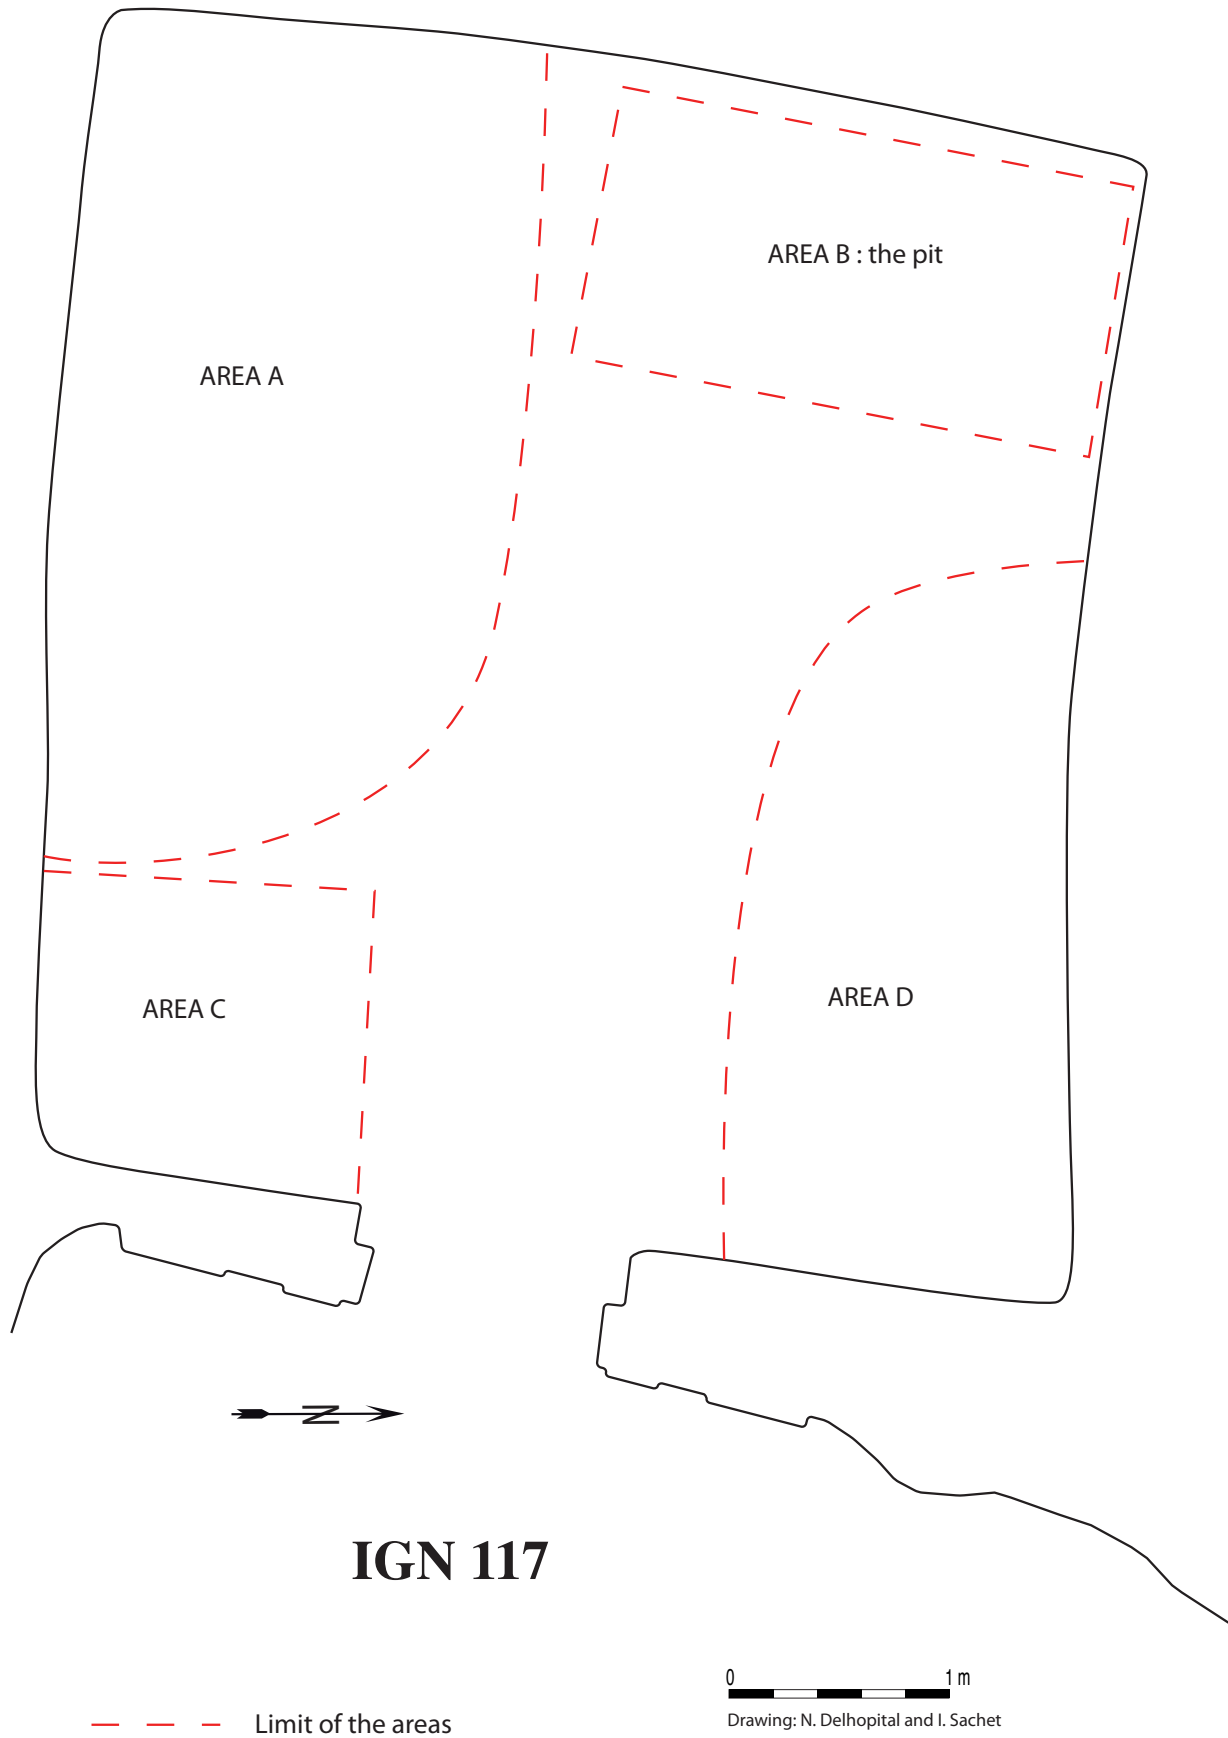 AREA B : the pit
AREA A
AREA D
AREA C
N
IGN 117
0 1 m
Limit of the areas
Drawing: N. Delhopital and I. Sachet